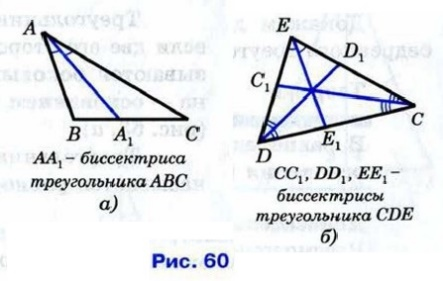 A
B
A₁
C
AA₁ – биссектриса
треугольника ABC
а)
E
D₁
C₁
C
E₁
D
CC₁, DD₁, EE₁ –
биссектрисы
треугольника CDE
б)
Рис. 60